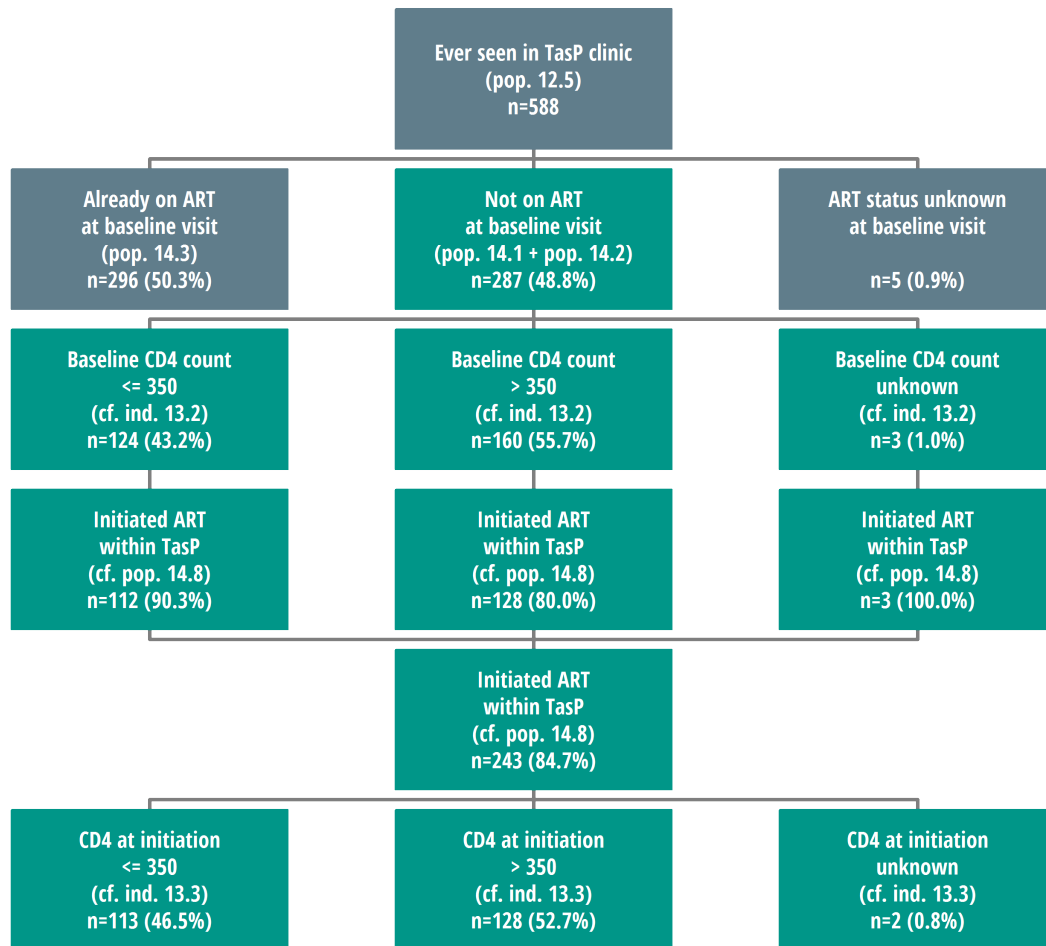 Ever seen in TasP clinic
(pop. 12.5)
n=588
Already on ART
at baseline visit
(pop. 14.3)
n=296 (50.3%)
Not on ART
at baseline visit
(pop. 14.1 + pop. 14.2)
n=287 (48.8%)
ART status unknown
at baseline visit
n=5 (0.9%)
Baseline CD4 count
<= 350
(cf. ind. 13.2)
n=124 (43.2%)
Baseline CD4 count
> 350
(cf. ind. 13.2)
n=160 (55.7%)
Baseline CD4 count
unknown
(cf. ind. 13.2)
n=3 (1.0%)
Initiated ART
within TasP
(cf. pop. 14.8)
n=112 (90.3%)
Initiated ART
within TasP
(cf. pop. 14.8)
n=128 (80.0%)
Initiated ART
within TasP
(cf. pop. 14.8)
n=3 (100.0%)
Initiated ART
within TasP
(cf. pop. 14.8)
n=243 (84.7%)
CD4 at initiation
<= 350
(cf. ind. 13.3)
n=113 (46.5%)
CD4 at initiation
> 350
(cf. ind. 13.3)
n=128 (52.7%)
CD4 at initiation
unknown
(cf. ind. 13.3)
n=2 (0.8%)